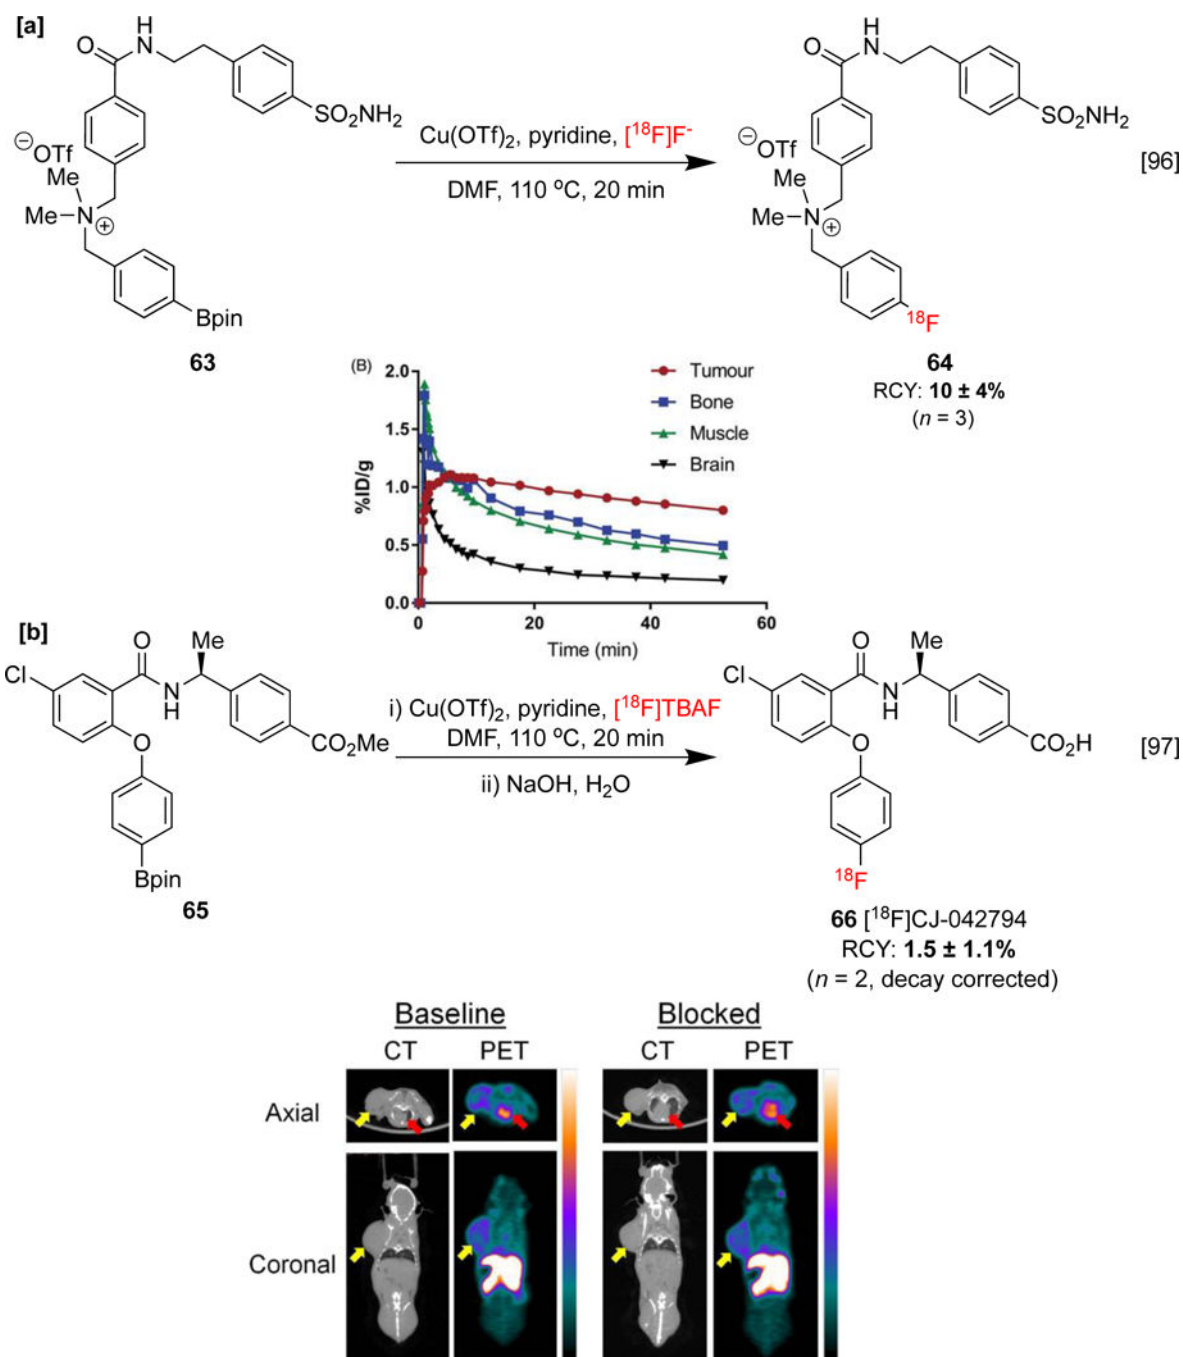 [a]
O
H
N
SO₂NH₂
⊖
OTf
Me
Me
N
⊕
Bpin
63
Cu(OTf)₂, pyridine, [¹⁸F]F⁻
DMF, 110 °C, 20 min
O
H
N
SO₂NH₂
⊖
OTf
Me
Me
N
⊕
¹⁸F
64
RCY: 10 ± 4%
(n = 3)
[96]
(B)
%ID/g
2.0
1.5
1.0
0.5
0.0
0
20
40
60
Time (min)
Tumour
Bone
Muscle
Brain
[b]
Cl
O
Me
N
H
CO₂Me
O
Bpin
65
i) Cu(OTf)₂, pyridine, [¹⁸F]TBAF
DMF, 110 °C, 20 min
ii) NaOH, H₂O
Cl
O
Me
N
H
CO₂H
O
¹⁸F
66 [¹⁸F]CJ-042794
RCY: 1.5 ± 1.1%
(n = 2, decay corrected)
[97]
Baseline
Blocked
CT
PET
CT
PET
Axial
Coronal